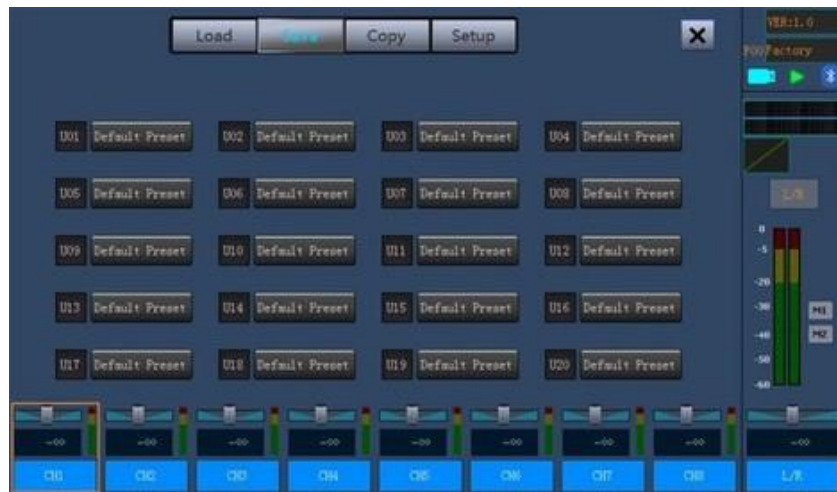 Load Save Copy Setup X
VER:1.0
F00Factory
U01 Default Preset U02 Default Preset U03 Default Preset U04 Default Preset
U05 Default Preset U06 Default Preset U07 Default Preset U08 Default Preset
L/R
U09 Default Preset U10 Default Preset U11 Default Preset U12 Default Preset
U13 Default Preset U14 Default Preset U15 Default Preset U16 Default Preset
U17 Default Preset U18 Default Preset U19 Default Preset U20 Default Preset
0
-5
-20
-30
M1
-40
M2
-50
-60
-∞ -∞ -∞ -∞ -∞ -∞ -∞ -∞ -∞
CH1 CH2 CH3 CH4 CH5 CH6 CH7 CH8 L/R